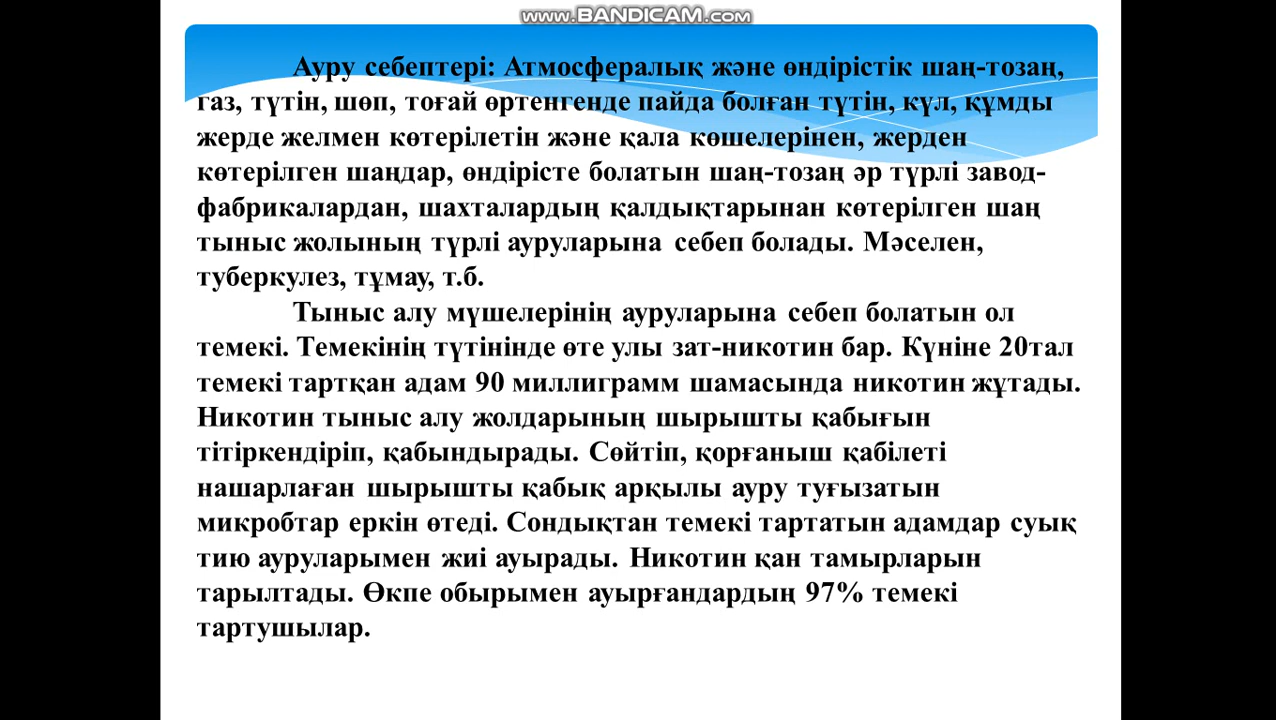 www.BANDICAM.com
Ауру себептері: Атмосфералық және өндірістік шаң-тозаң,
газ, түтін, шөп, тоғай өртенгенде пайда болған түтін, күл, құмды
жерде желмен көтерілетін және қала көшелерінен, жерден
көтерілген шаңдар, өндірісте болатын шаң-тозаң әр түрлі завод-
фабрикалардан, шахталардың қалдықтарынан көтерілген шаң
тыныс жолының түрлі ауруларына себеп болады. Мәселен,
туберкулез, тұмау, т.б.
Тыныс алу мүшелерінің ауруларына себеп болатын ол
темекі. Темекінің түтінінде өте улы зат-никотин бар. Күніне 20тал
темекі тартқан адам 90 миллиграмм шамасында никотин жұтады.
Никотин тыныс алу жолдарының шырышты қабығын
тітіркендіріп, қабындырады. Сөйтіп, қорғаныш қабілеті
нашарлаған шырышты қабық арқылы ауру туғызатын
микробтар еркін өтеді. Сондықтан темекі тартатын адамдар суық
тию ауруларымен жиі ауырады. Никотин қан тамырларын
тарылтады. Өкпе обырымен ауырғандардың 97% темекі
тартушылар.